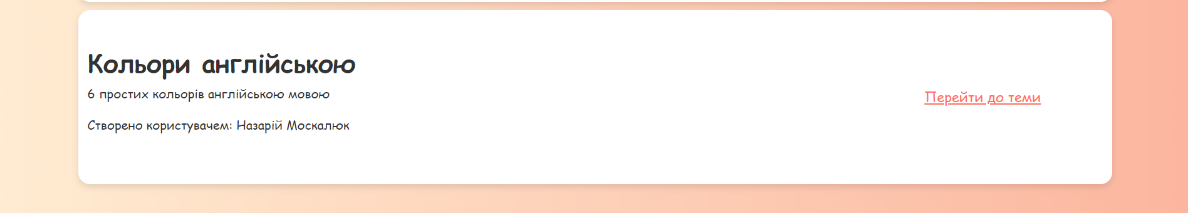 Кольори англійською
6 простих кольорів англійською мовою
Перейти до теми
Створено користувачем: Назарій Москалюк